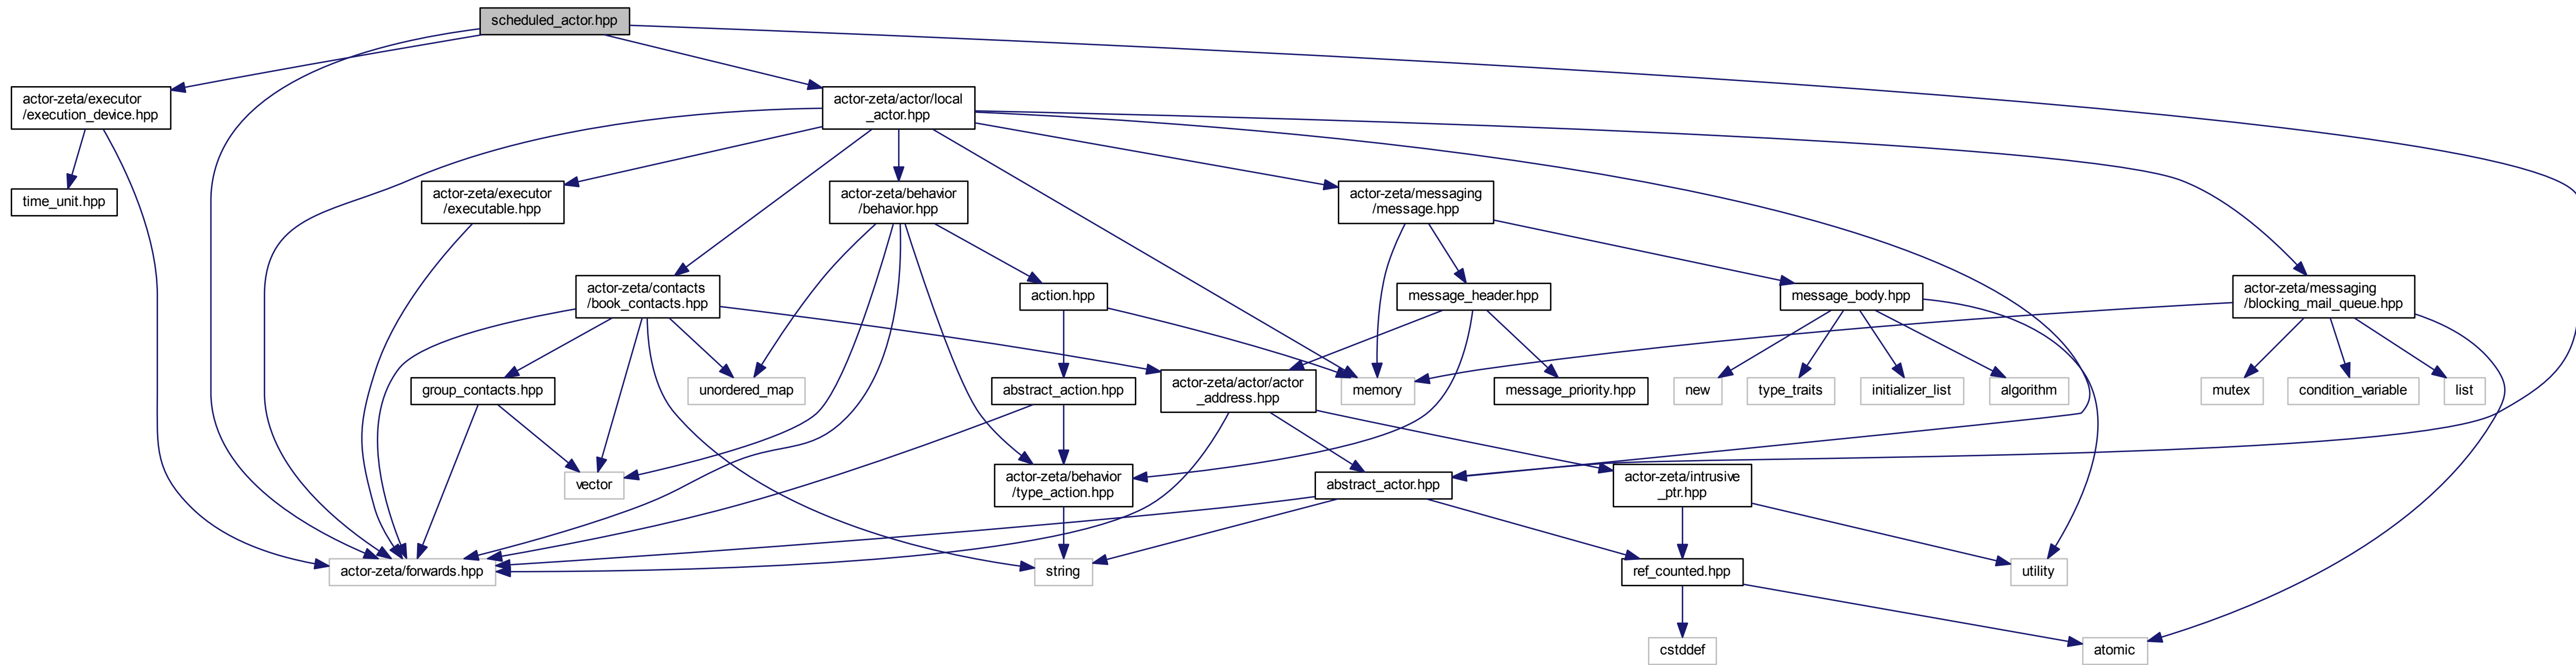 scheduled_actor.hpp
actor-zeta/executor
/execution_device.hpp
actor-zeta/actor/local
_actor.hpp
time_unit.hpp
actor-zeta/executor
/executable.hpp
actor-zeta/behavior
/behavior.hpp
actor-zeta/messaging
/message.hpp
actor-zeta/contacts
/book_contacts.hpp
action.hpp
message_header.hpp
message_body.hpp
actor-zeta/messaging
/blocking_mail_queue.hpp
group_contacts.hpp
unordered_map
abstract_action.hpp
actor-zeta/actor/actor
_address.hpp
memory
message_priority.hpp
new
type_traits
initializer_list
algorithm
mutex
condition_variable
list
vector
actor-zeta/behavior
/type_action.hpp
abstract_actor.hpp
actor-zeta/intrusive
_ptr.hpp
actor-zeta/forwards.hpp
string
ref_counted.hpp
utility
cstddef
atomic